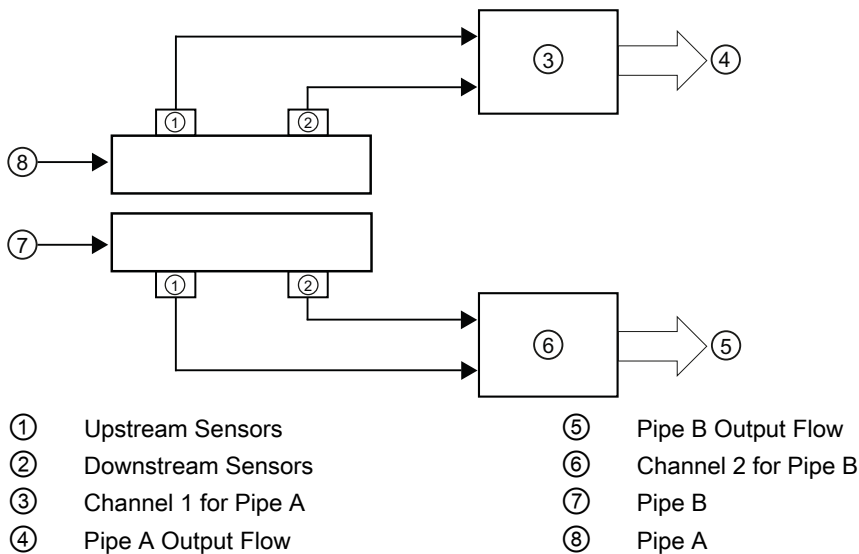 ③
④
①
②
⑧
⑦
①
②
⑥
⑤
① Upstream Sensors
② Downstream Sensors
③ Channel 1 for Pipe A
④ Pipe A Output Flow
⑤ Pipe B Output Flow
⑥ Channel 2 for Pipe B
⑦ Pipe B
⑧ Pipe A